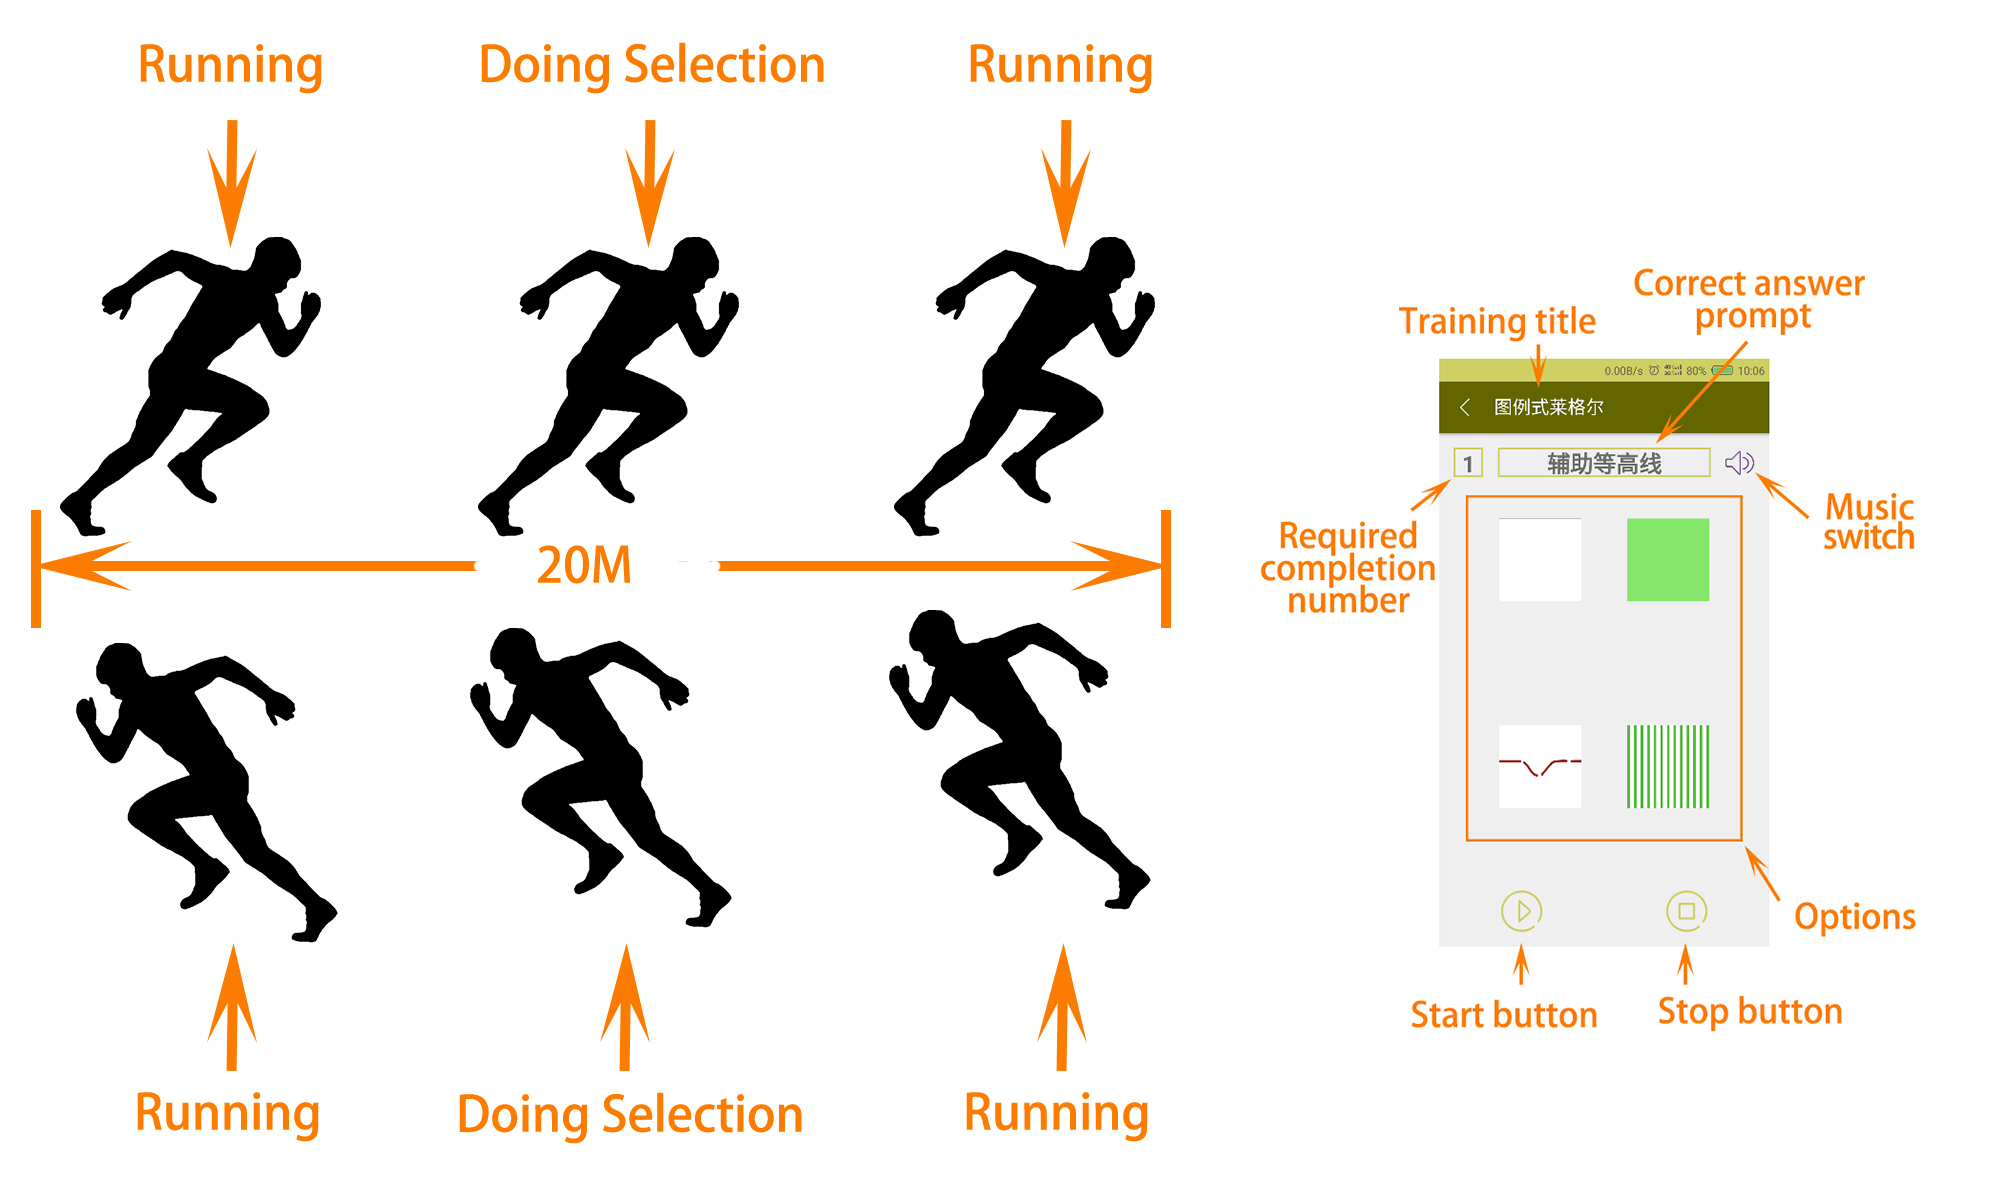 Running
Doing Selection
Running
20M
Running
Doing Selection
Running
Training title
Correct answer
prompt
0.00B/s 80% 10:06
图例式莱格尔
1
辅助等高线
Required
completion
number
Music
switch
Options
Start button
Stop button